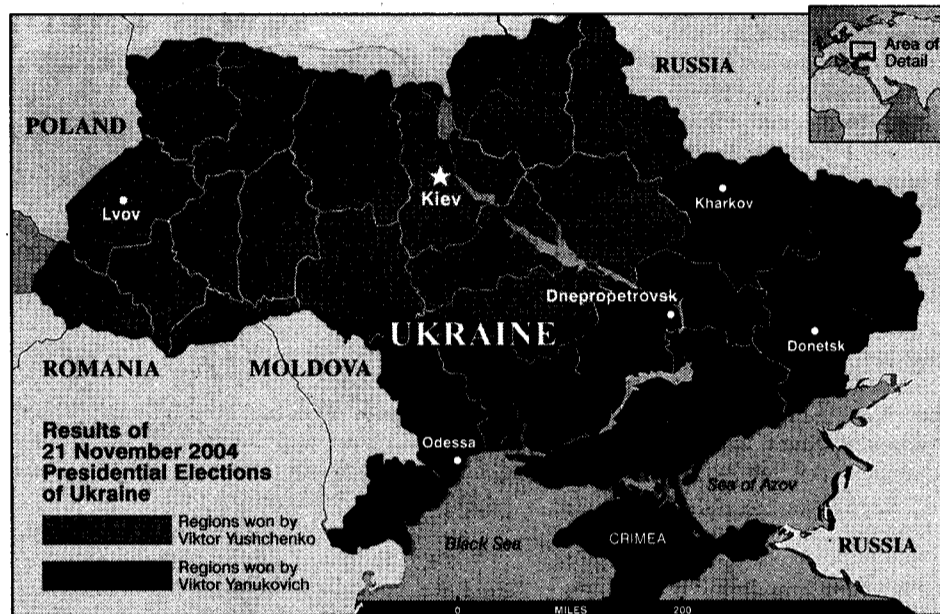 Area of
Detail
RUSSIA
POLAND
Lvov
Kiev
Kharkov
Dnepropetrovsk
UKRAINE
Donetsk
ROMANIA
MOLDOVA
Results of
21 November 2004
Presidential Elections
of Ukraine
Odessa
Sea of Azov
Regions won by
Viktor Yushchenko
Black Sea
CRIMEA
RUSSIA
Regions won by
Viktor Yanukovich
0 MILES 200